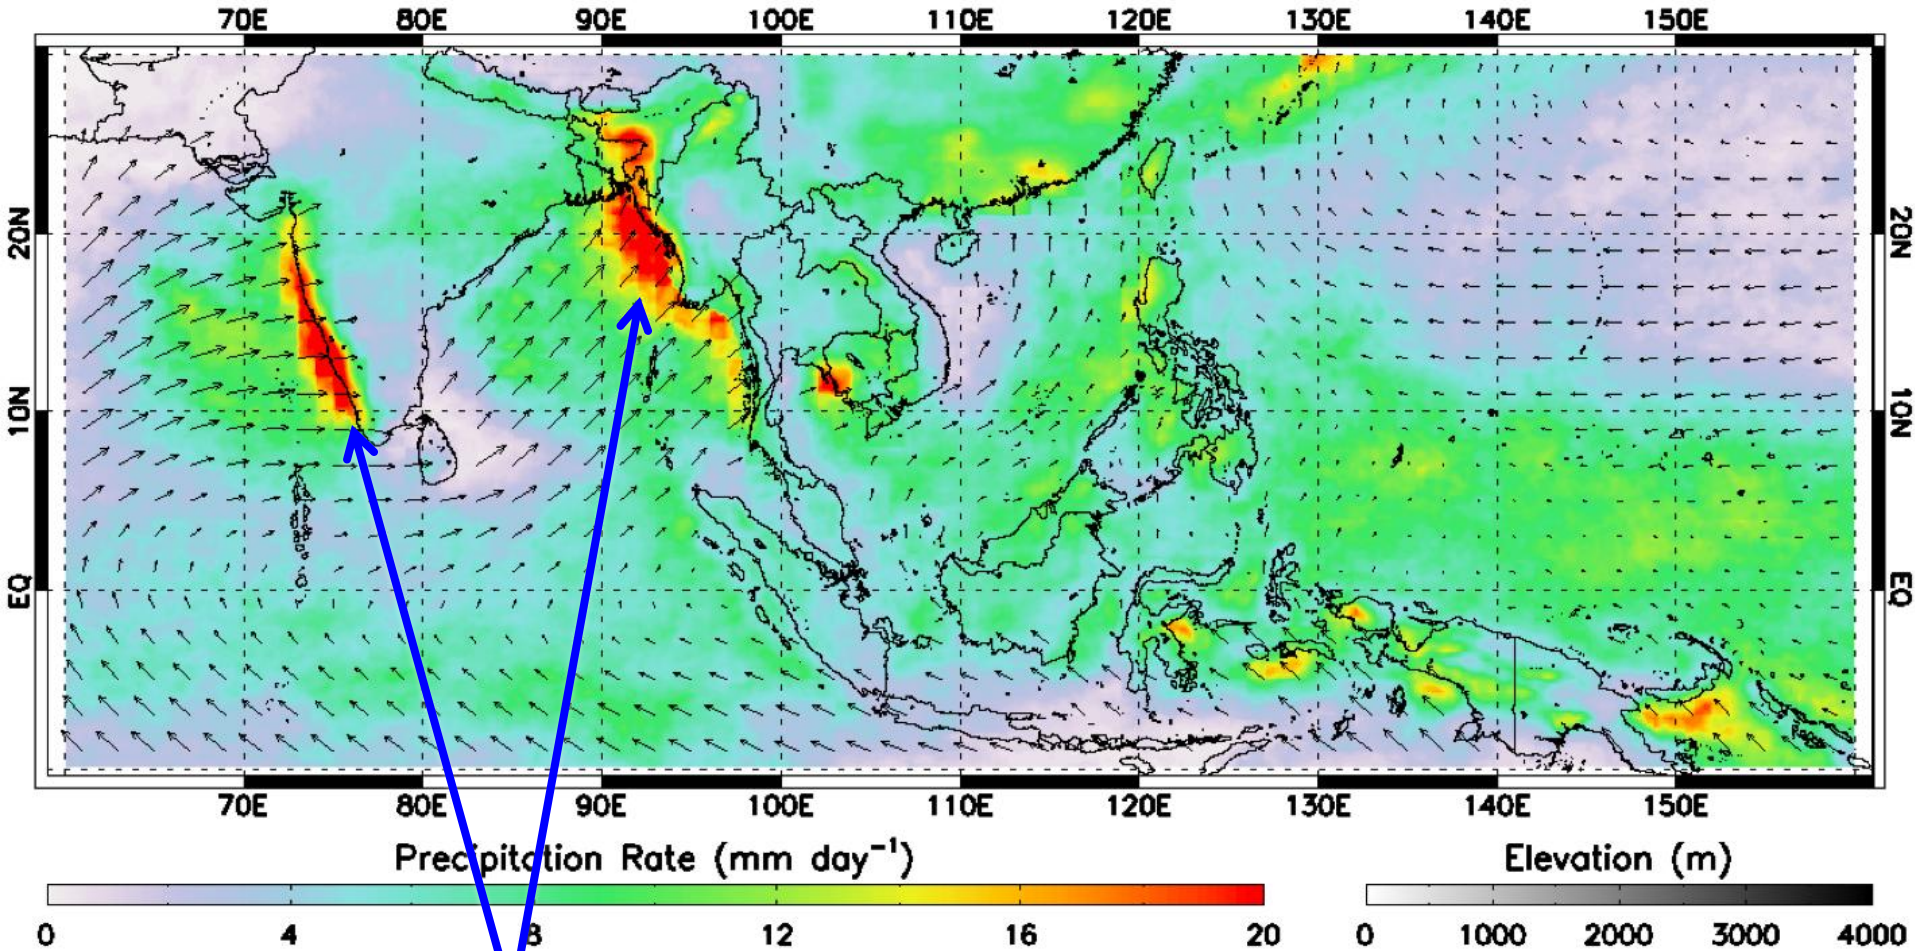 70E 80E 90E 100E 110E 120E 130E 140E 150E
20N 20N
10N 10N
EQ EQ
70E 80E 90E 100E 110E 120E 130E 140E 150E
Precipitation Rate (mm day⁻¹) Elevation (m)
0 4 8 12 16 20 0 1000 2000 3000 4000